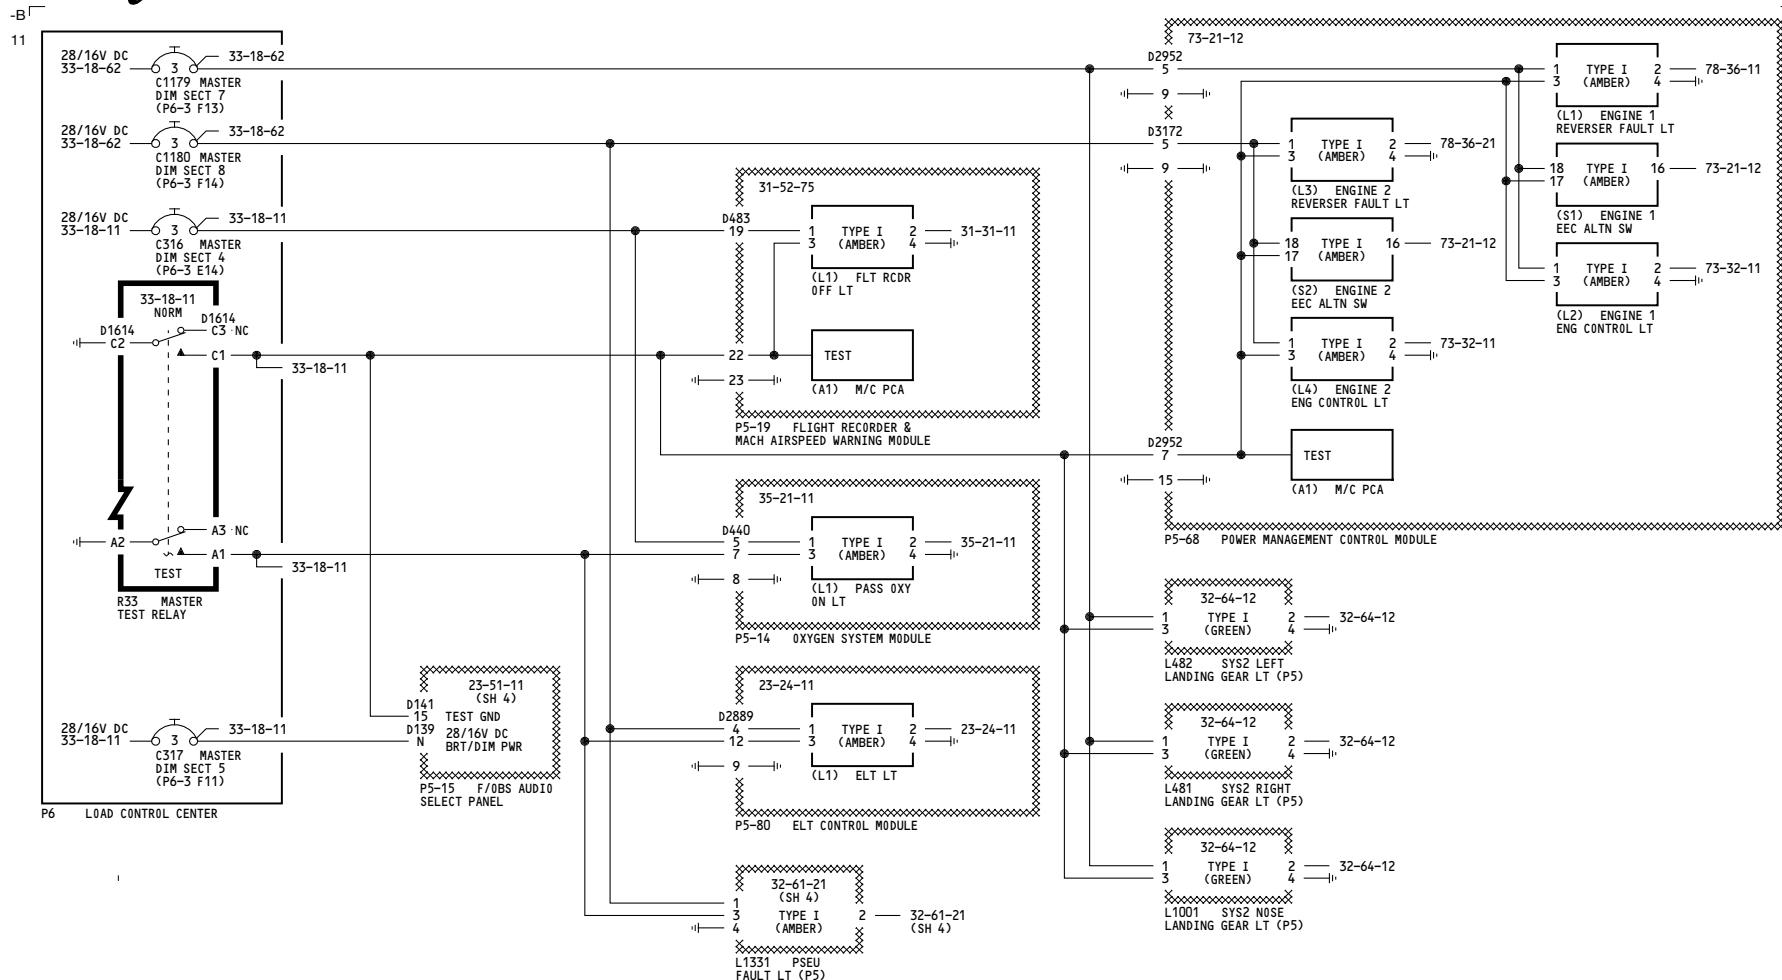 -B
11
28/16V DC
33-18-62
3
33-18-62
C1179 MASTER
DIM SECT 7
(P6-3 F13)
28/16V DC
33-18-62
3
33-18-62
C1180 MASTER
DIM SECT 8
(P6-3 F14)
28/16V DC
33-18-11
3
33-18-11
C316 MASTER
DIM SECT 4
(P6-3 E14)
33-18-11
NORM
D1614
C2
D1614
C3 NC
C1
33-18-11
A2
A3 NC
A1
33-18-11
TEST
R33 MASTER
TEST RELAY
28/16V DC
33-18-11
3
33-18-11
C317 MASTER
DIM SECT 5
(P6-3 F11)
P6 LOAD CONTROL CENTER
23-51-11
(SH 4)
D141
15 TEST GND
D139
N
28/16V DC
BRT/DIM PWR
P5-15 F/OBS AUDIO
SELECT PANEL
31-52-75
D483
19
1 TYPE I 2
3 (AMBER) 4
31-31-11
(L1) FLT RCDR
OFF LT
22
TEST
23
(A1) M/C PCA
P5-19 FLIGHT RECORDER &
MACH AIRSPEED WARNING MODULE
35-21-11
D440
5
7
1 TYPE I 2
3 (AMBER) 4
35-21-11
8
(L1) PASS OXY
ON LT
P5-14 OXYGEN SYSTEM MODULE
23-24-11
D2889
4
12
1 TYPE I 2
3 (AMBER) 4
23-24-11
9
(L1) ELT LT
P5-80 ELT CONTROL MODULE
32-61-21
(SH 4)
1
3 TYPE I 2
4 (AMBER)
32-61-21
(SH 4)
L1331 PSEU
FAULT LT (P5)
73-21-12
D2952
5
9
D3172
5
9
1 TYPE I 2
3 (AMBER) 4
78-36-11
(L1) ENGINE 1
REVERSER FAULT LT
1 TYPE I 2
3 (AMBER) 4
78-36-21
(L3) ENGINE 2
REVERSER FAULT LT
18 TYPE I 16
17 (AMBER)
73-21-12
(S1) ENGINE 1
EEC ALTN SW
18 TYPE I 16
17 (AMBER)
73-21-12
(S2) ENGINE 2
EEC ALTN SW
1 TYPE I 2
3 (AMBER) 4
73-32-11
(L2) ENGINE 1
ENG CONTROL LT
1 TYPE I 2
3 (AMBER) 4
73-32-11
(L4) ENGINE 2
ENG CONTROL LT
D2952
7
TEST
15
(A1) M/C PCA
P5-68 POWER MANAGEMENT CONTROL MODULE
32-64-12
1 TYPE I 2
3 (GREEN) 4
32-64-12
L482 SYS2 LEFT
LANDING GEAR LT (P5)
32-64-12
1 TYPE I 2
3 (GREEN) 4
32-64-12
L481 SYS2 RIGHT
LANDING GEAR LT (P5)
32-64-12
1 TYPE I 2
3 (GREEN) 4
32-64-12
L1001 SYS2 NOSE
LANDING GEAR LT (P5)